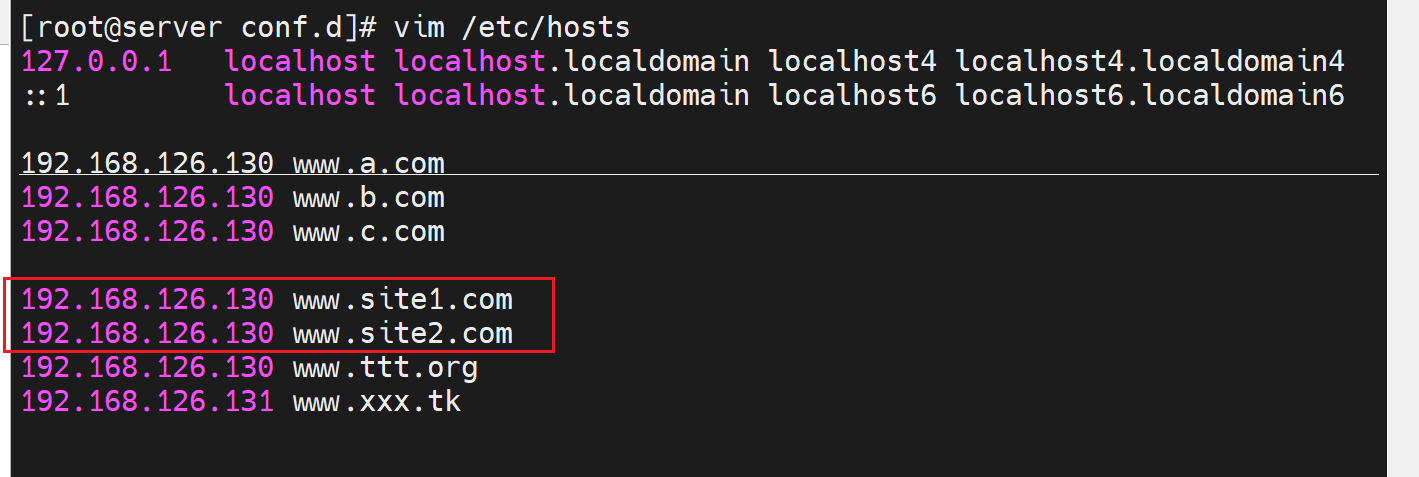 [root@server conf.d]# vim /etc/hosts
127.0.0.1   localhost localhost.localdomain localhost4 localhost4.localdomain4
::1         localhost localhost.localdomain localhost6 localhost6.localdomain6
192.168.126.130 www.a.com
192.168.126.130 www.b.com
192.168.126.130 www.c.com
192.168.126.130 www.site1.com
192.168.126.130 www.site2.com
192.168.126.130 www.ttt.org
192.168.126.131 www.xxx.tk